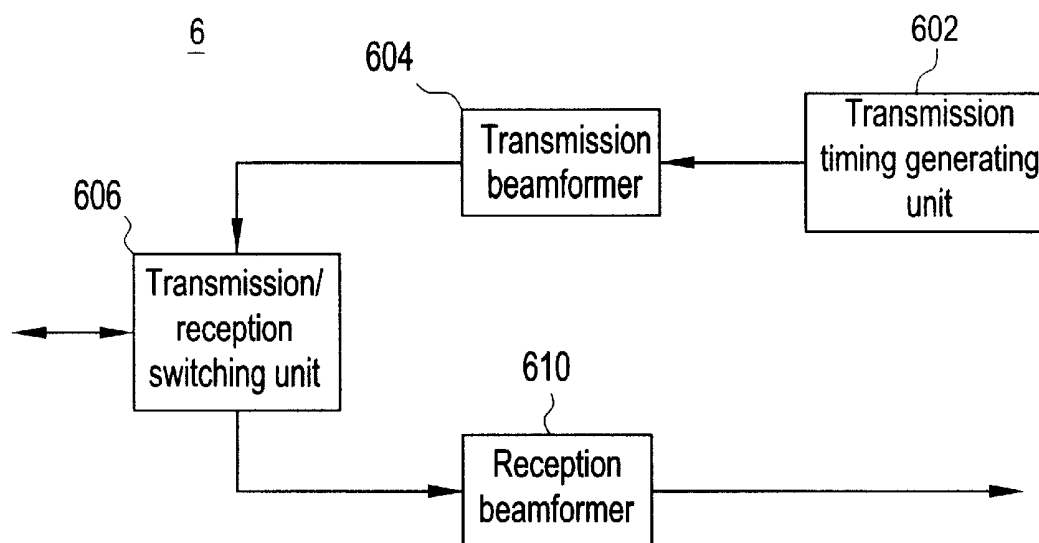 6
602
604
Transmission
timing generating
unit
Transmission
beamformer
606
Transmission/
reception
switching unit
610
Reception
beamformer